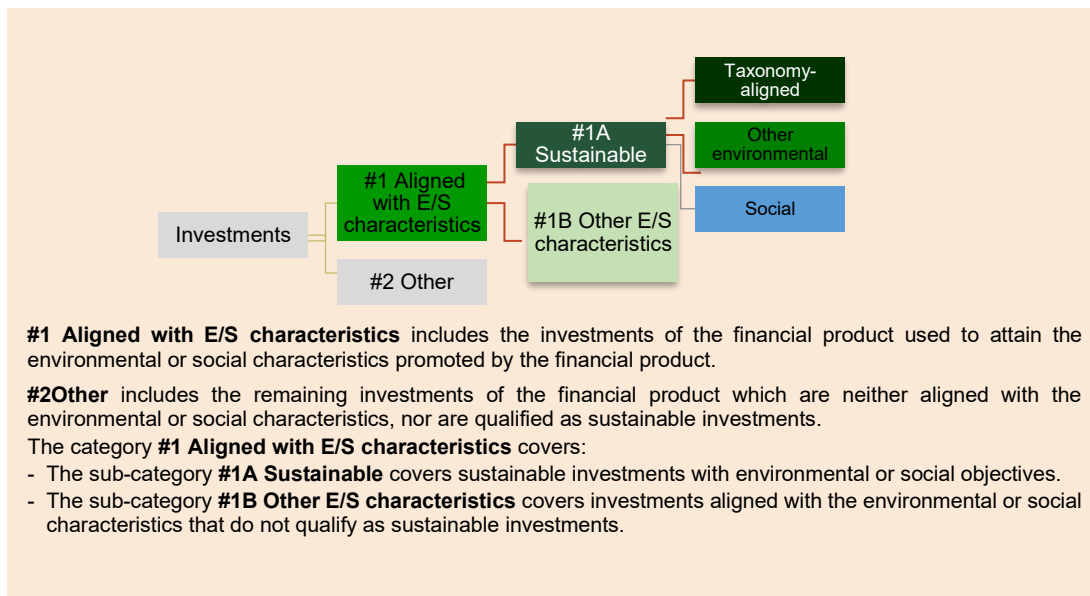 Taxonomy-
aligned
#1A
Sustainable
Other
environmental
#1 Aligned
with E/S
characteristics
Social
#1B Other E/S
characteristics
Investments
#2 Other
#1 Aligned with E/S characteristics includes the investments of the financial product used to attain the
environmental or social characteristics promoted by the financial product.
#2Other includes the remaining investments of the financial product which are neither aligned with the
environmental or social characteristics, nor are qualified as sustainable investments.
The category #1 Aligned with E/S characteristics covers:
- The sub-category #1A Sustainable covers sustainable investments with environmental or social objectives.
- The sub-category #1B Other E/S characteristics covers investments aligned with the environmental or social
characteristics that do not qualify as sustainable investments.